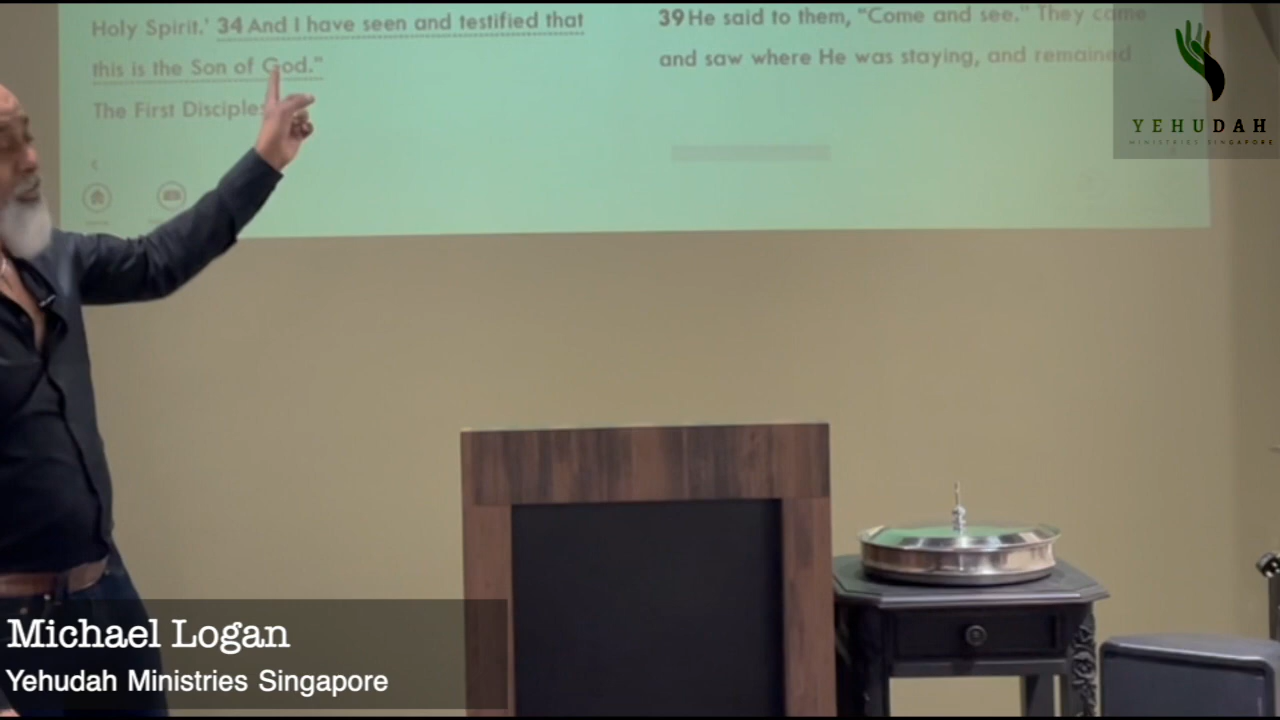 Holy Spirit.' 34 And I have seen and testified that
this is the Son of God."
The First Disciples
39 He said to them, "Come and see." They came
and saw where He was staying, and remained
YEHUDAH
MINISTRIES SINGAPORE
Michael Logan
Yehudah Ministries Singapore